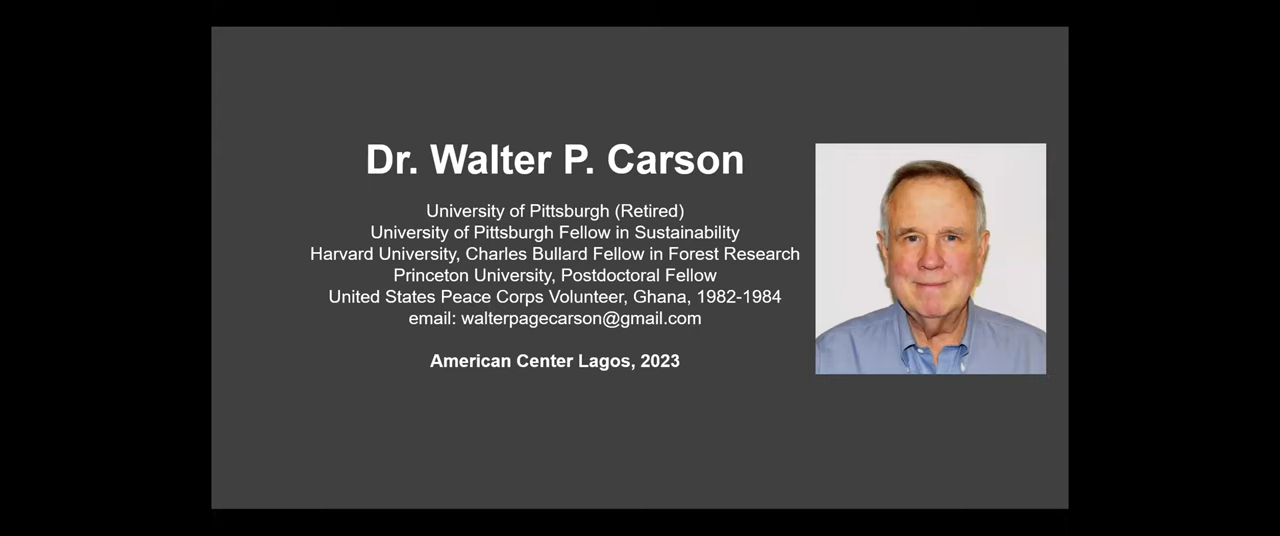 Dr. Walter P. Carson
University of Pittsburgh (Retired)
University of Pittsburgh Fellow in Sustainability
Harvard University, Charles Bullard Fellow in Forest Research
Princeton University, Postdoctoral Fellow
United States Peace Corps Volunteer, Ghana, 1982-1984
email: walterpagecarson@gmail.com
American Center Lagos, 2023